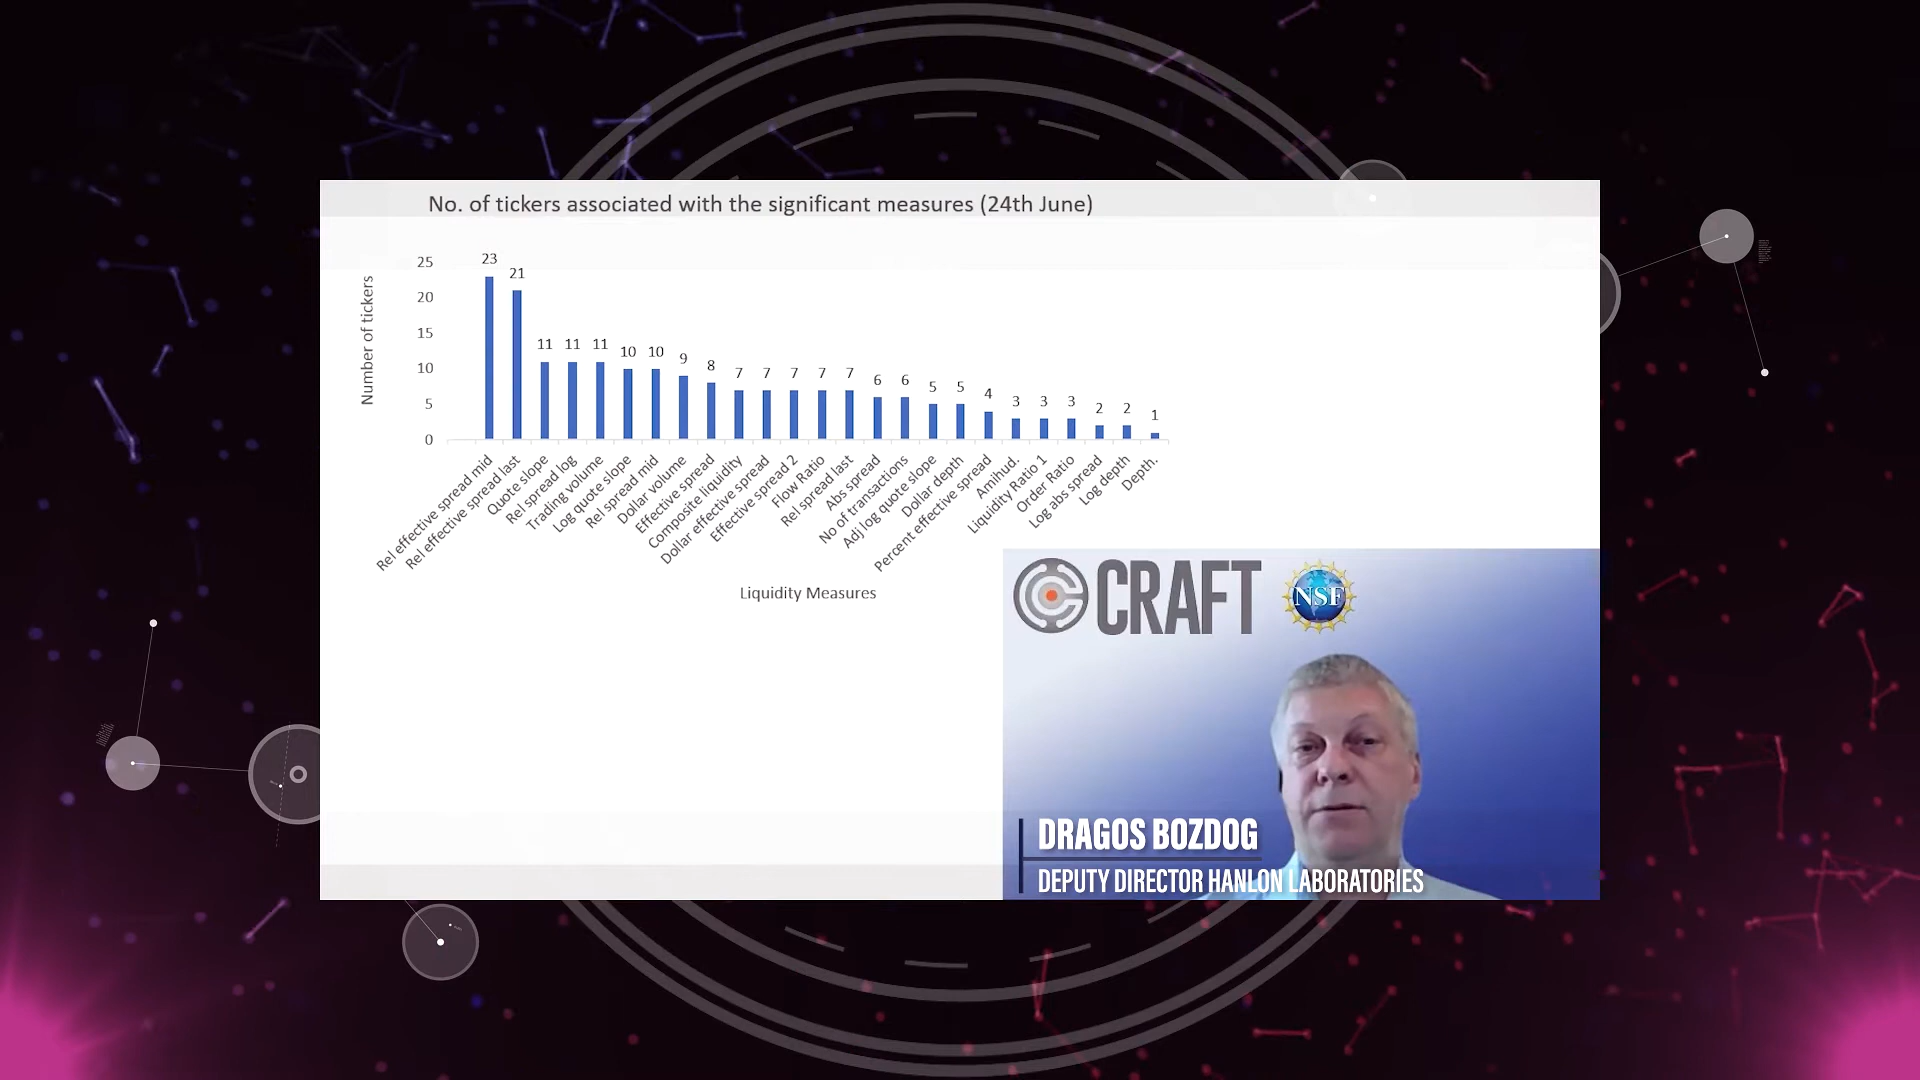 No. of tickers associated with the significant measures (24th June)
Number of tickers
25
20
15
10
5
0
23
21
11
11
11
10
10
9
8
7
7
7
7
7
6
6
5
5
4
3
3
3
2
2
1
Rel effective spread mid
Rel effective spread last
Quote slope
Rel spread log
Trading volume
Log quote slope
Rel spread mid
Dollar volume
Effective spread
Composite liquidity
Dollar effective spread
Effective spread 2
Flow Ratio
Rel spread last
Abs spread
No of transactions
Adj log quote slope
Dollar depth
Percent effective spread
Amihud.
Liquidity Ratio 1
Order Ratio
Log abs spread
Log depth
Depth.
Liquidity Measures
CRAFT
NSF
DRAGOS BOZDOG
DEPUTY DIRECTOR HANLON LABORATORIES